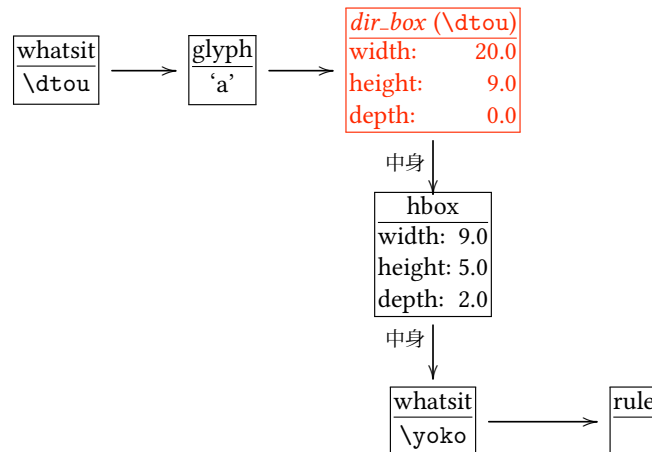 whatsit
\dtou
glyph
‘a’
dir_box (\dtou)
width: 20.0
height: 9.0
depth: 0.0
中身
hbox
width: 9.0
height: 5.0
depth: 2.0
中身
whatsit
\yoko
rule